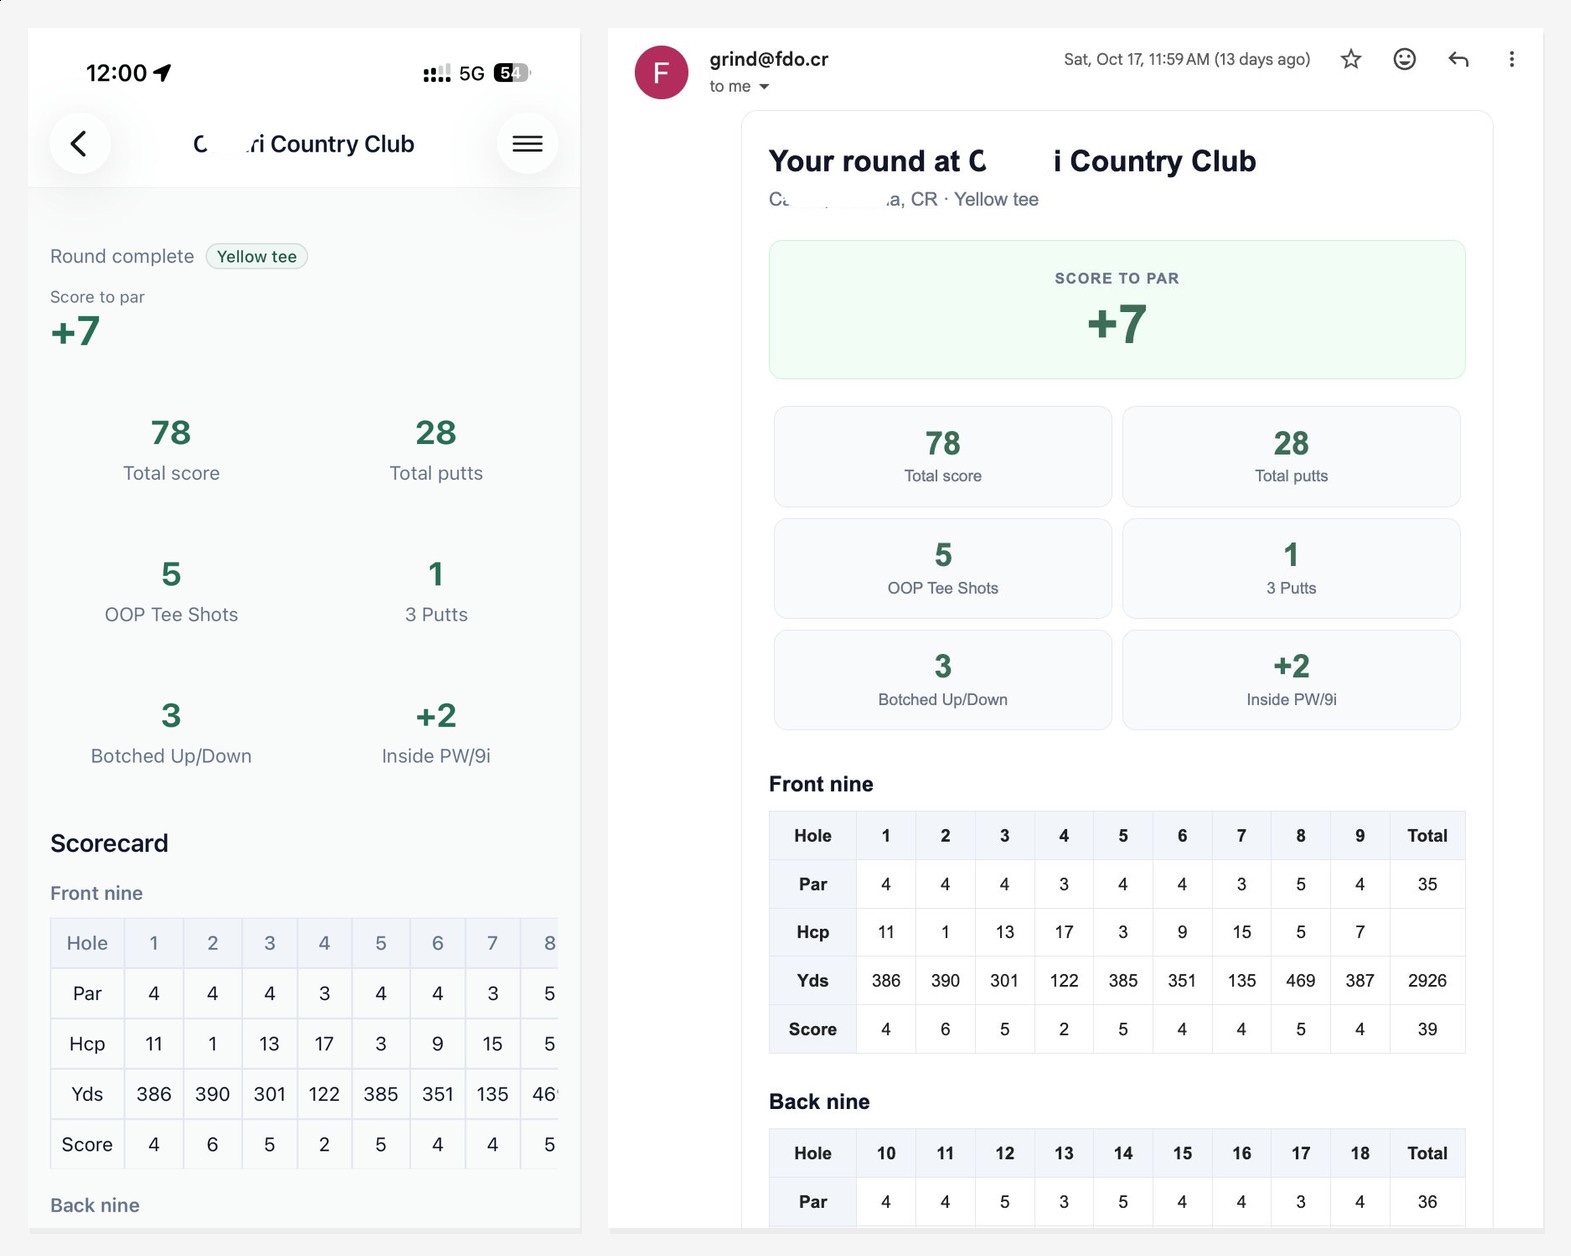 12:00 5G 54
Country Club
Round complete Yellow tee
Score to par
+7
78 28
Total score Total putts
5 1
OOP Tee Shots 3 Putts
3 +2
Botched Up/Down Inside PW/9i
Scorecard
Front nine
Hole 1 2 3 4 5 6 7 8
Par 4 4 4 3 4 4 3 5
Hcp 11 1 13 17 3 9 15 5
Yds 386 390 301 122 385 351 135
Score 4 6 5 2 5 4 4 5
Back nine
F grind@fdo.cr Sat, Oct 17, 11:59 AM (13 days ago)
to me
Your round at C i Country Club
CR · Yellow tee
SCORE TO PAR
+7
78 28
Total score Total putts
5 1
OOP Tee Shots 3 Putts
3 +2
Botched Up/Down Inside PW/9i
Front nine
Hole 1 2 3 4 5 6 7 8 9 Total
Par 4 4 4 3 4 4 3 5 4 35
Hcp 11 1 13 17 3 9 15 5 7
Yds 386 390 301 122 385 351 135 469 387 2926
Score 4 6 5 2 5 4 4 5 4 39
Back nine
Hole 10 11 12 13 14 15 16 17 18 Total
Par 4 4 5 3 5 4 4 3 4 36